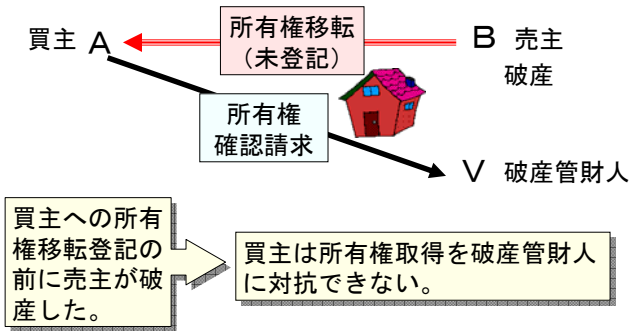 買主 A
所有権移転
(未登記)
B 売主
破産
所有権
確認請求
V 破産管財人
買主への所有
権移転登記の
前に売主が破
産した。
買主は所有権取得を破産管財人
に対抗できない。